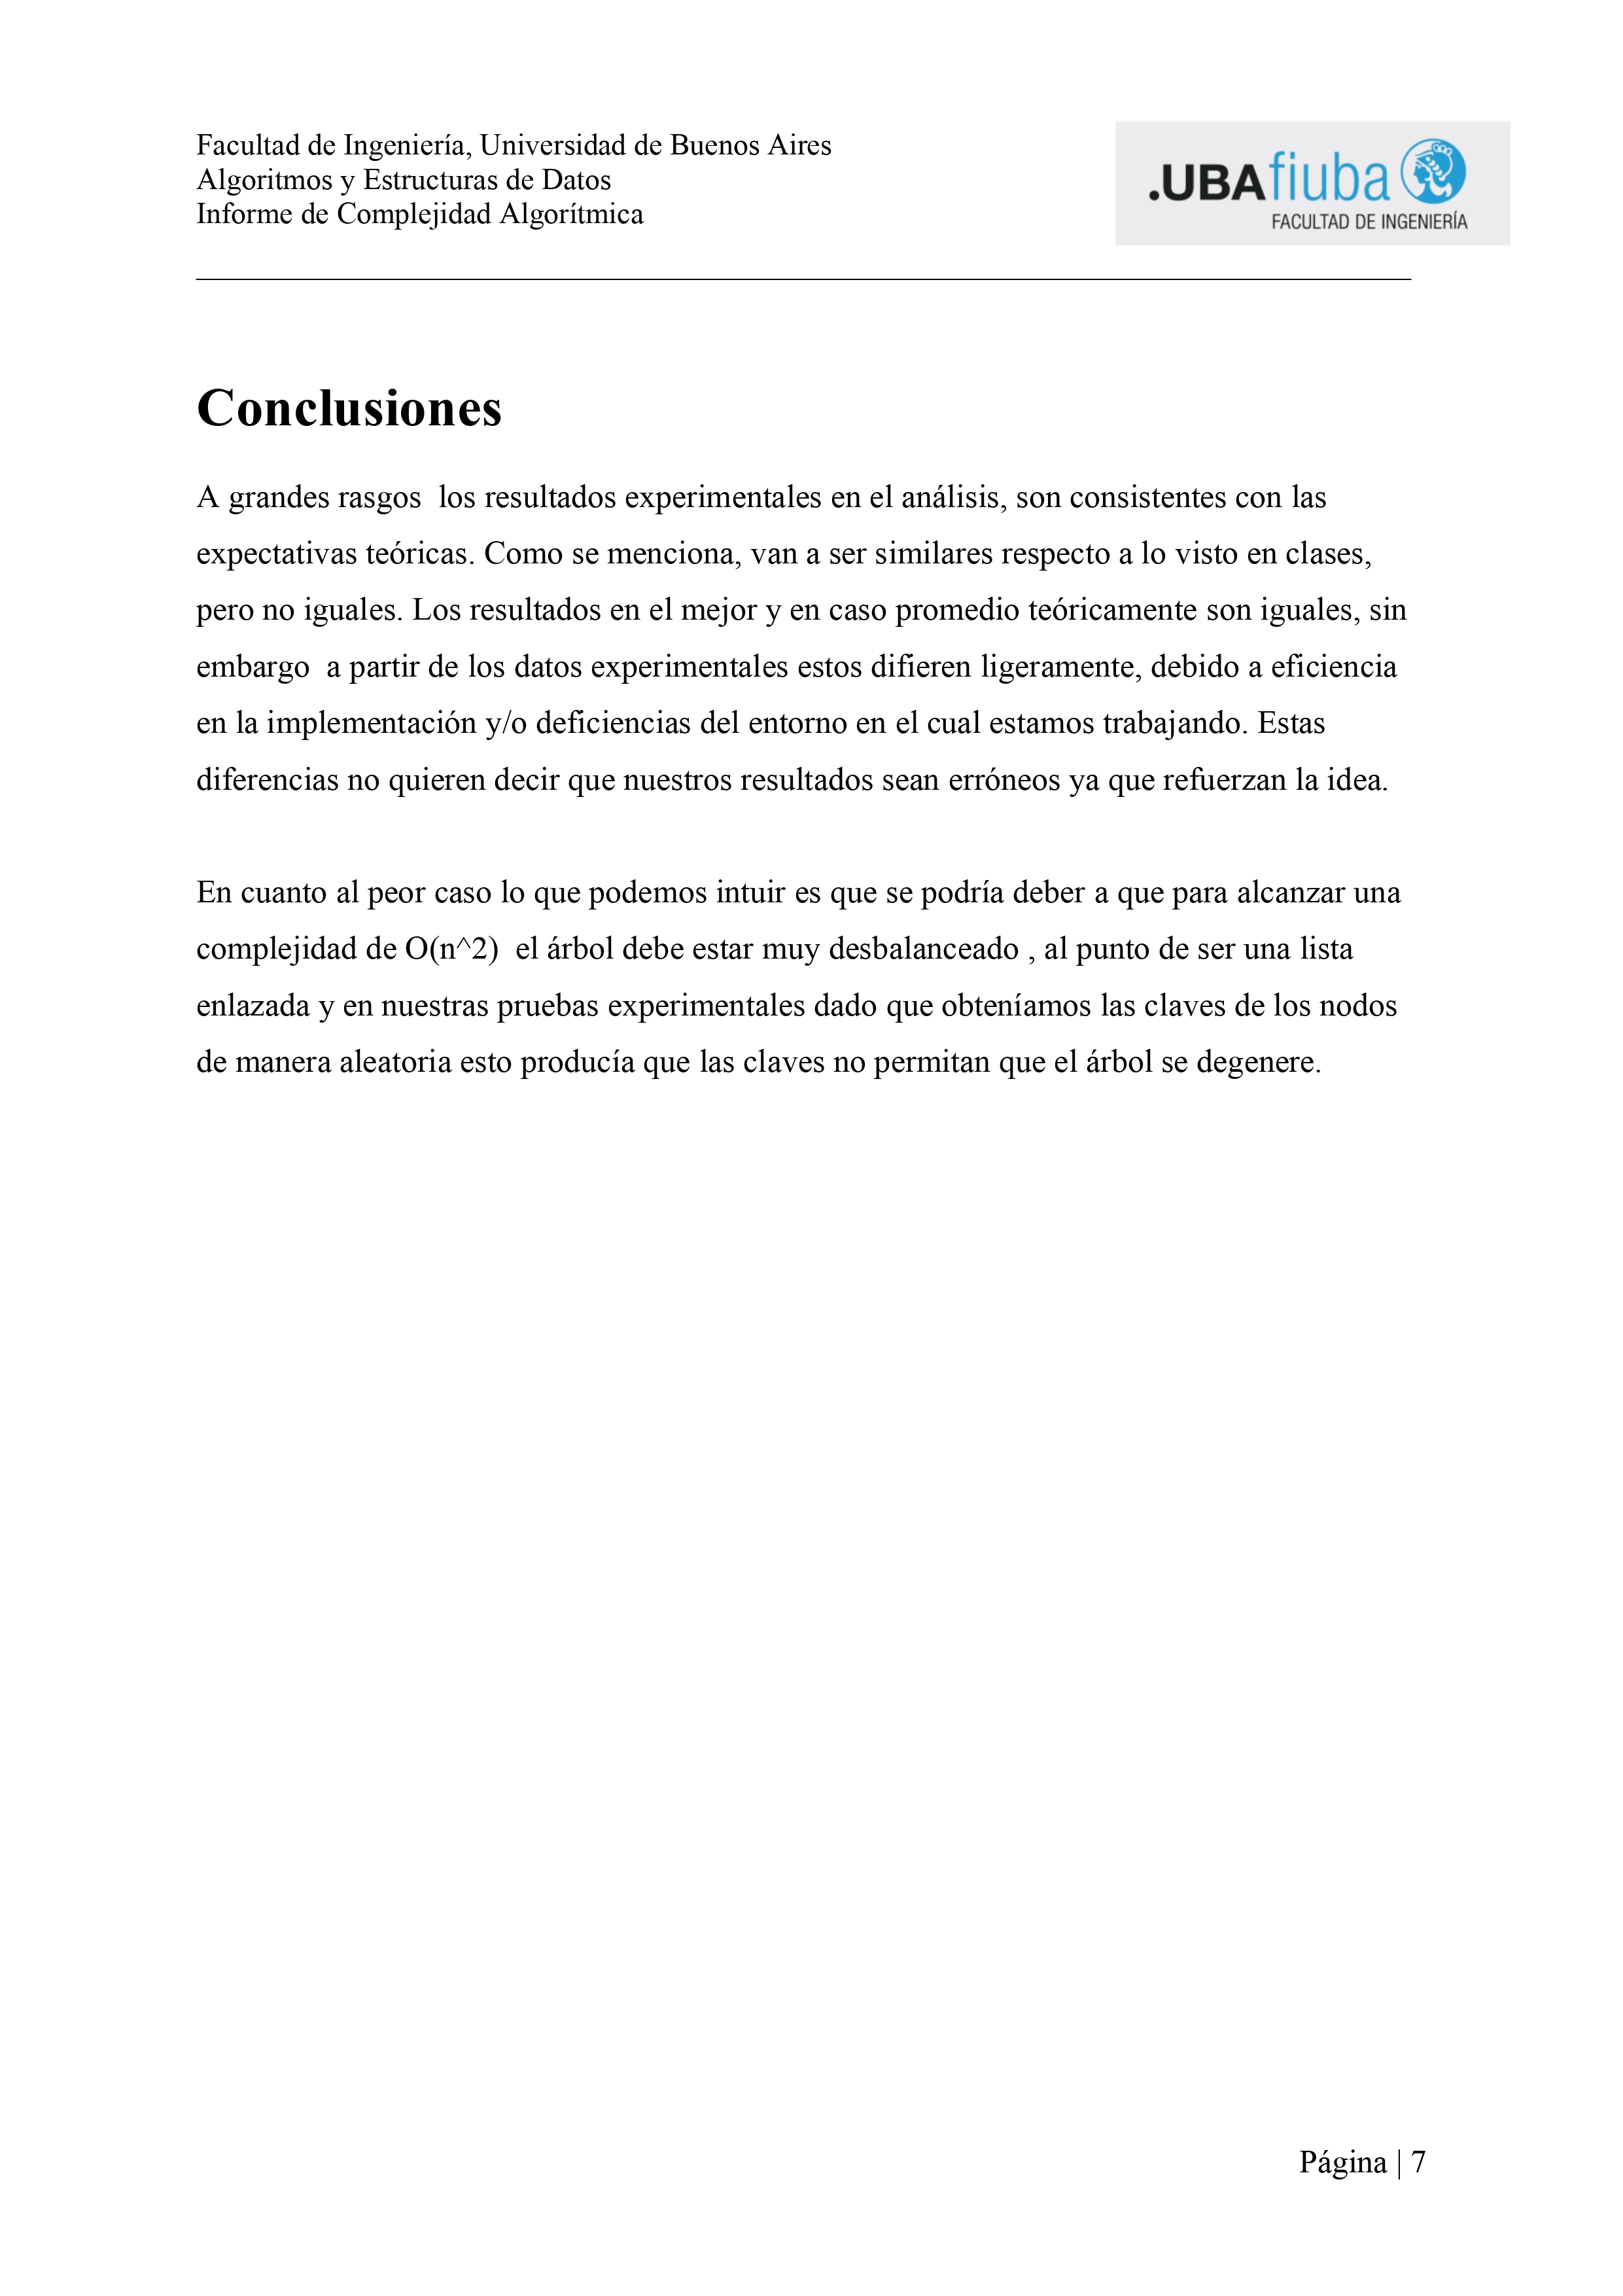 Facultad de Ingeniería, Universidad de Buenos Aires
Algoritmos y Estructuras de Datos
Informe de Complejidad Algorítmica
.UBAfiuba
FACULTAD DE INGENIERÍA
Conclusiones
A grandes rasgos  los resultados experimentales en el análisis, son consistentes con las
expectativas teóricas. Como se menciona, van a ser similares respecto a lo visto en clases,
pero no iguales. Los resultados en el mejor y en caso promedio teóricamente son iguales, sin
embargo  a partir de los datos experimentales estos difieren ligeramente, debido a eficiencia
en la implementación y/o deficiencias del entorno en el cual estamos trabajando. Estas
diferencias no quieren decir que nuestros resultados sean erróneos ya que refuerzan la idea.
En cuanto al peor caso lo que podemos intuir es que se podría deber a que para alcanzar una
complejidad de O(n^2)  el árbol debe estar muy desbalanceado , al punto de ser una lista
enlazada y en nuestras pruebas experimentales dado que obteníamos las claves de los nodos
de manera aleatoria esto producía que las claves no permitan que el árbol se degenere.
Página | 7